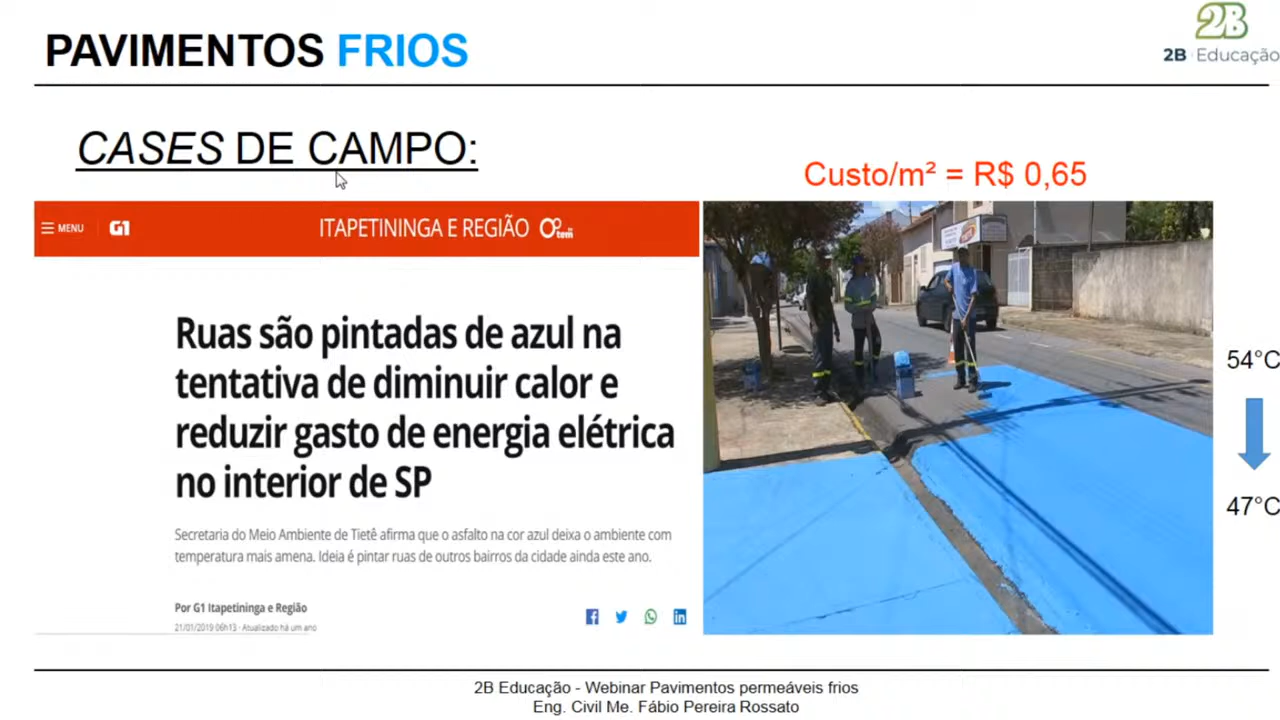 PAVIMENTOS FRIOS
2B
2B Educação
CASES DE CAMPO:
Custo/m² = R$ 0,65
MENU G1 ITAPETININGA E REGIÃO tem
Ruas são pintadas de azul na
tentativa de diminuir calor e
reduzir gasto de energia elétrica
no interior de SP
Secretaria do Meio Ambiente de Tietê afirma que o asfalto na cor azul deixa o ambiente com
temperatura mais amena. Ideia é pintar ruas de outros bairros da cidade ainda este ano.
Por G1 Itapetininga e Região
21/01/2019 06h13 · Atualizado há um ano
54°C
47°C
2B Educação - Webinar Pavimentos permeáveis frios
Eng. Civil Me. Fábio Pereira Rossato